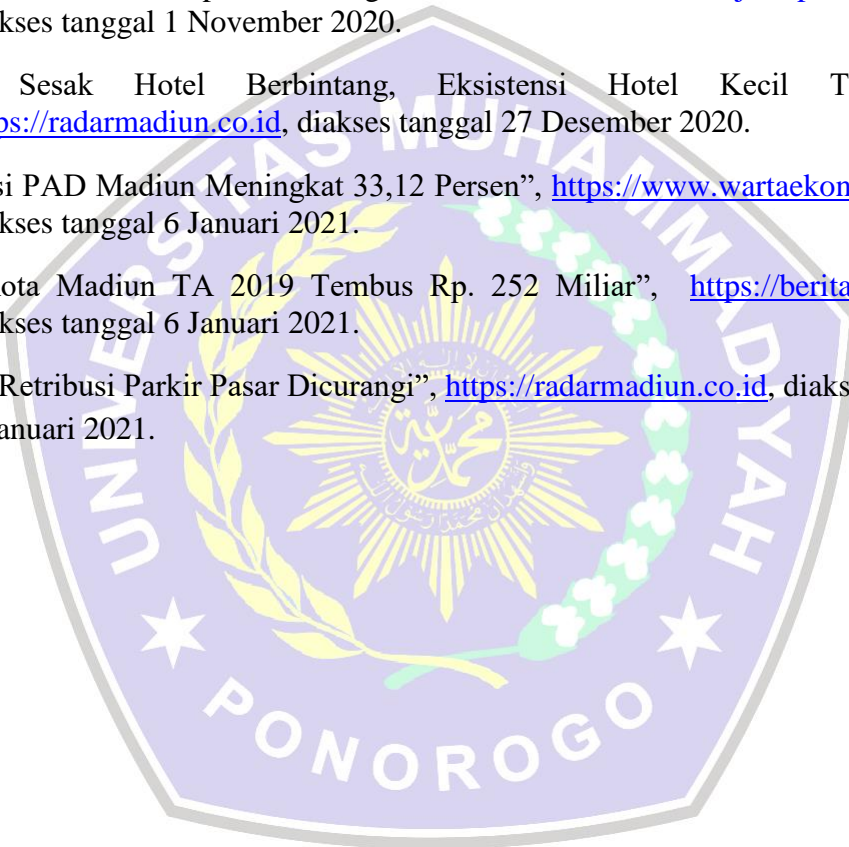 kses tanggal 1 November 2020.
Sesak Hotel Berbintang, Eksistensi Hotel Kecil T
ps://radarmadiun.co.id, diakses tanggal 27 Desember 2020.
si PAD Madiun Meningkat 33,12 Persen”, https://www.wartaekon
kses tanggal 6 Januari 2021.
ota Madiun TA 2019 Tembus Rp. 252 Miliar”, https://berita
kses tanggal 6 Januari 2021.
Retribusi Parkir Pasar Dicurangi”, https://radarmadiun.co.id, diaks
anuari 2021.
UNIVERSITAS MUHAMMADIYAH
PONOROGO